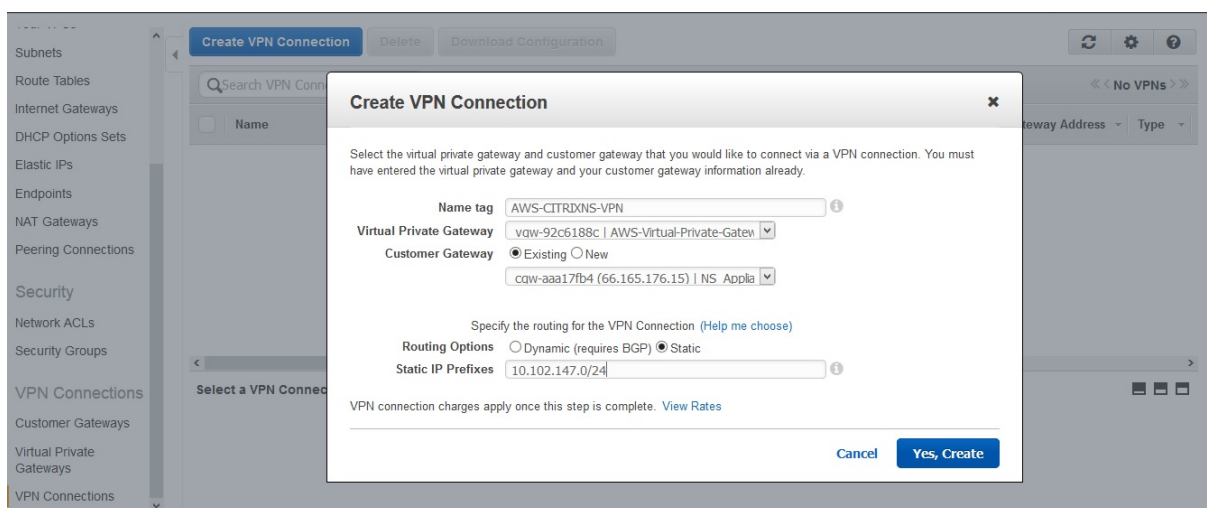 Subnets
Route Tables
Internet Gateways
DHCP Options Sets
Elastic IPs
Endpoints
NAT Gateways
Peering Connections
Security
Network ACLs
Security Groups
VPN Connections
Customer Gateways
Virtual Private
Gateways
VPN Connections
Create VPN Connection Delete Download Configuration
Search VPN Conn
No VPNs
Name
teway Address Type
Select a VPN Connec
Create VPN Connection
Select the virtual private gateway and customer gateway that you would like to connect via a VPN connection. You must
have entered the virtual private gateway and your customer gateway information already.
Name tag AWS-CITRIXNS-VPN
Virtual Private Gateway vgw-92c6188c | AWS-Virtual-Private-Gatew
Customer Gateway Existing New
cgw-aaa17fb4 (66.165.176.15) | NS_Applia
Specify the routing for the VPN Connection (Help me choose)
Routing Options Dynamic (requires BGP) Static
Static IP Prefixes 10.102.147.0/24
VPN connection charges apply once this step is complete. View Rates
Cancel Yes, Create